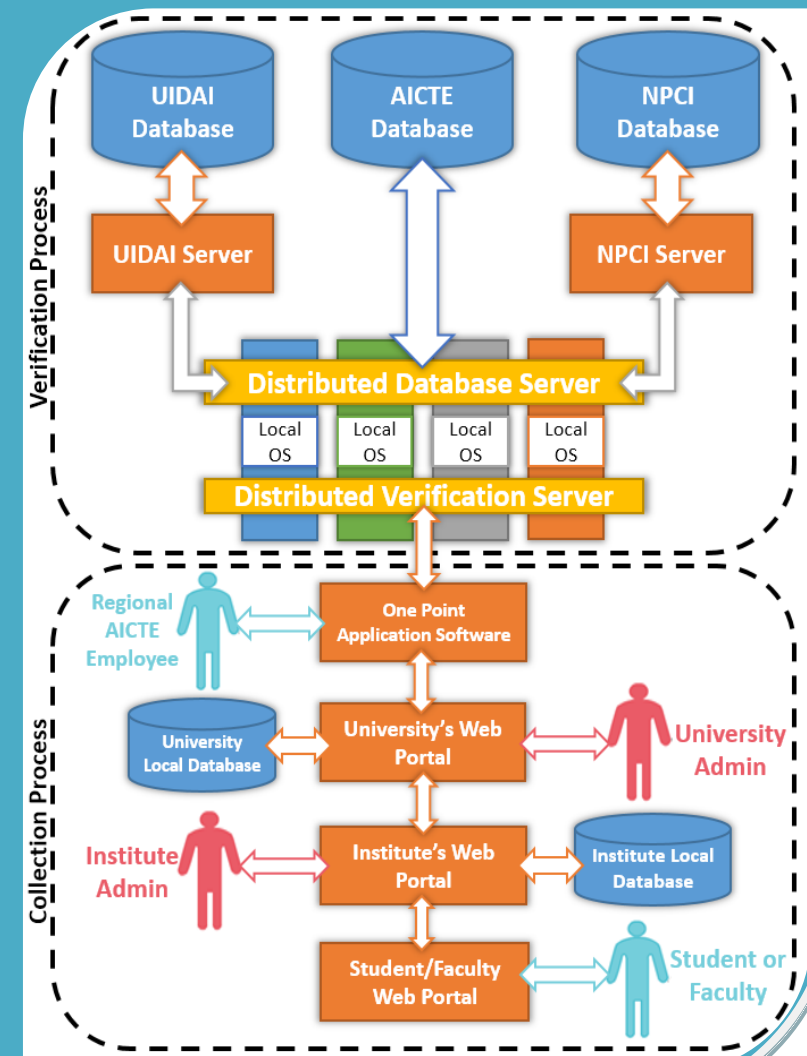 UIDAI
Database
AICTE
Database
NPCI
Database
Verification Process
UIDAI Server
NPCI Server
Distributed Database Server
Local
OS
Local
OS
Local
OS
Local
OS
Distributed Verification Server
Collection Process
Regional
AICTE
Employee
One Point
Application Software
University
Local Database
University's Web
Portal
University
Admin
Institute
Admin
Institute's Web
Portal
Institute Local
Database
Student/Faculty
Web Portal
Student or
Faculty